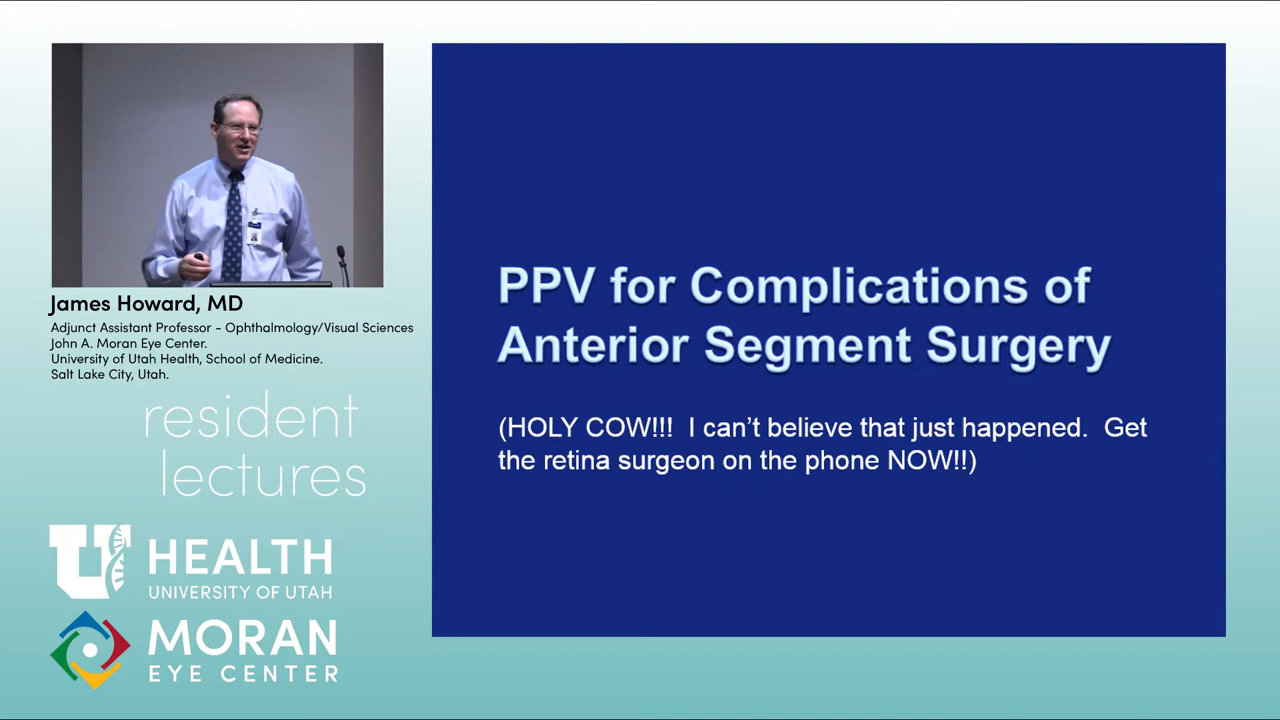 James Howard, MD
Adjunct Assistant Professor - Ophthalmology/Visual Sciences
John A. Moran Eye Center.
University of Utah Health, School of Medicine.
Salt Lake City, Utah.
resident
lectures
U HEALTH
UNIVERSITY OF UTAH
MORAN
EYE CENTER
PPV for Complications of
Anterior Segment Surgery
(HOLY COW!!!  I can’t believe that just happened.  Get
the retina surgeon on the phone NOW!!)